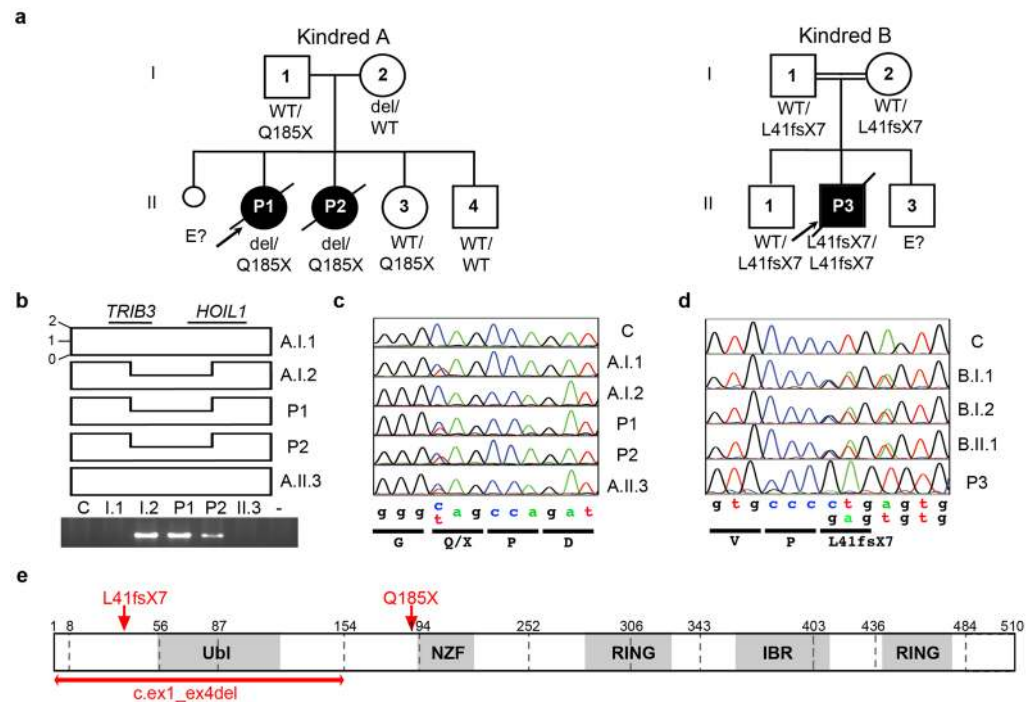 a
Kindred A
Kindred B
I
1
2
I
1
2
WT/
Q185X
del/
WT
WT/
L41fsX7
WT/
L41fsX7
II
P1
P2
3
4
II
1
P3
3
E?
del/
Q185X
del/
Q185X
WT/
Q185X
WT/
WT
WT/
L41fsX7
L41fsX7/
L41fsX7
E?
b
TRIB3
HOIL1
2
1
0
A.I.1
A.I.2
P1
P2
A.II.3
C I.1 I.2 P1 P2 II.3 -
c
C
A.I.1
A.I.2
P1
P2
A.II.3
g g g c a g c c a g a t
t
G Q/X P D
d
C
B.I.1
B.I.2
B.II.1
P3
g t g c c c c t g a g t g
g a g t g t g
V P L41fsX7
e
L41fsX7
Q185X
1 8 56 87 154 194 252 306 343 403 436 484 510
Ubl NZF RING IBR RING
c.ex1_ex4del